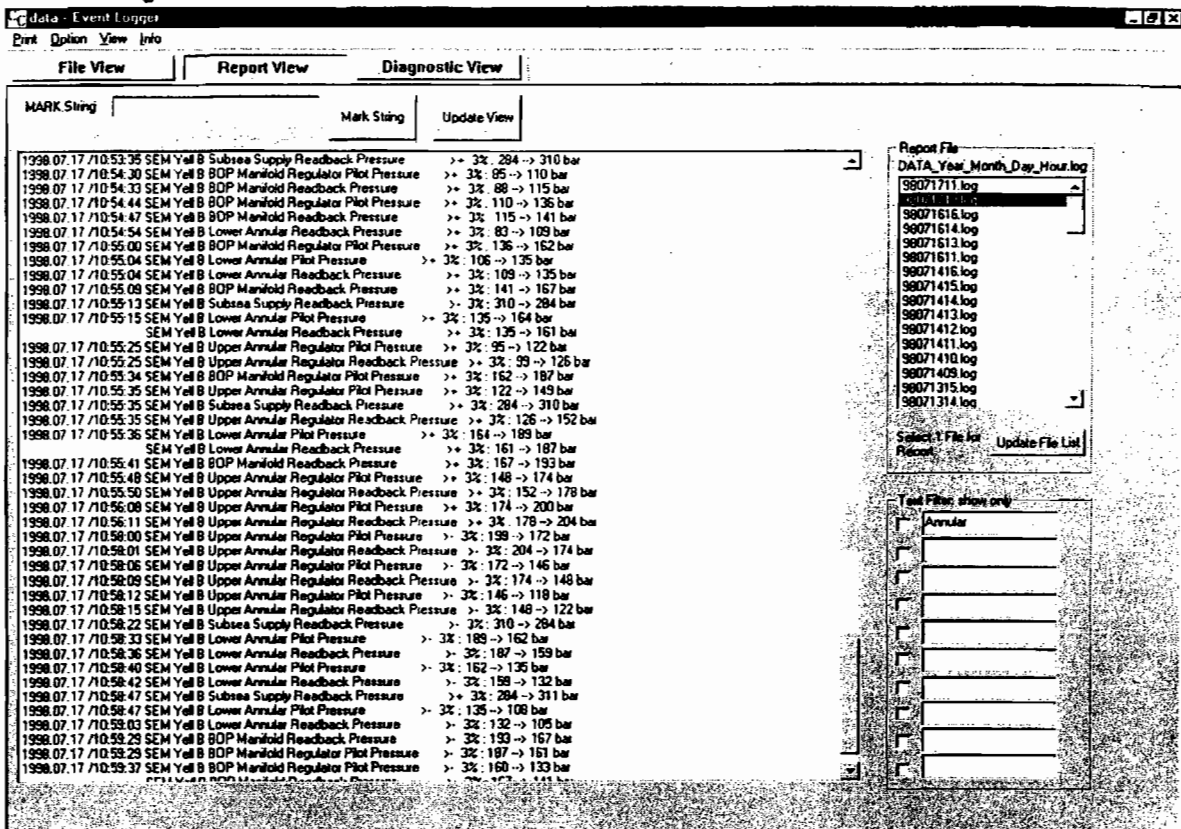 data - Event Logger
Print Option View Info
File View Report View Diagnostic View
MARK String Mark String Update View
1998.07.17 /10:53:35 SEM Yell B Subsea Supply Readback Pressure >+ 3% . 284 --> 310 bar
1998.07.17 /10:54:30 SEM Yell B BOP Manifold Regulator Pilot Pressure >+ 3% : 85 --> 110 bar
1998.07.17 /10:54:33 SEM Yell B BOP Manifold Readback Pressure >+ 3% . 88 --> 115 bar
1998.07.17 /10:54:44 SEM Yell B BOP Manifold Regulator Pilot Pressure >+ 3% . 110 --> 136 bar
1998.07.17 /10:54:47 SEM Yell B BOP Manifold Readback Pressure >+ 3% 115 --> 141 bar
1998.07.17 /10:54:54 SEM Yell B Lower Annular Readback Pressure >+ 3% : 83 --> 109 bar
1998.07.17 /10:55:00 SEM Yell B BOP Manifold Regulator Pilot Pressure >+ 3% . 136 --> 162 bar
1998.07.17 /10:55:04 SEM Yell B Lower Annular Pilot Pressure >+ 3% : 106 --> 135 bar
1998.07.17 /10:55:04 SEM Yell B Lower Annular Readback Pressure >+ 3% : 109 --> 135 bar
1998.07.17 /10:55:09 SEM Yell B BOP Manifold Readback Pressure >+ 3% : 141 --> 167 bar
1998.07.17 /10:55:13 SEM Yell B Subsea Supply Readback Pressure >- 3% : 310 --> 284 bar
1998.07.17 /10:55:15 SEM Yell B Lower Annular Pilot Pressure >+ 3% : 135 --> 164 bar
SEM Yell B Lower Annular Readback Pressure >+ 3% : 135 --> 161 bar
1998.07.17 /10:55:25 SEM Yell B Upper Annular Regulator Pilot Pressure >+ 3% : 95 --> 122 bar
1998.07.17 /10:55:25 SEM Yell B Upper Annular Regulator Readback Pressure >+ 3% : 99 --> 126 bar
1998.07.17 /10:55:34 SEM Yell B BOP Manifold Regulator Pilot Pressure >+ 3% : 162 --> 187 bar
1998.07.17 /10:55:35 SEM Yell B Upper Annular Regulator Pilot Pressure >+ 3% : 122 --> 149 bar
1998.07.17 /10:55:35 SEM Yell B Subsea Supply Readback Pressure >+ 3% : 284 --> 310 bar
1998.07.17 /10:55:35 SEM Yell B Upper Annular Regulator Readback Pressure >+ 3% : 126 --> 152 bar
1998.07.17 /10:55:36 SEM Yell B Lower Annular Pilot Pressure >+ 3% : 164 --> 189 bar
SEM Yell B Lower Annular Readback Pressure >+ 3% : 161 --> 187 bar
1998.07.17 /10:55:41 SEM Yell B BOP Manifold Readback Pressure >+ 3% : 167 --> 193 bar
1998.07.17 /10:55:48 SEM Yell B Upper Annular Regulator Pilot Pressure >+ 3% : 148 --> 174 bar
1998.07.17 /10:55:50 SEM Yell B Upper Annular Regulator Readback Pressure >+ 3% : 152 --> 178 bar
1998.07.17 /10:56:08 SEM Yell B Upper Annular Regulator Pilot Pressure >+ 3% : 174 --> 200 bar
1998.07.17 /10:56:11 SEM Yell B Upper Annular Regulator Readback Pressure >+ 3% . 178 --> 204 bar
1998.07.17 /10:58:00 SEM Yell B Upper Annular Regulator Pilot Pressure >- 3% : 199 --> 172 bar
1998.07.17 /10:58:01 SEM Yell B Upper Annular Regulator Readback Pressure >- 3% : 204 --> 174 bar
1998.07.17 /10:58:06 SEM Yell B Upper Annular Regulator Pilot Pressure >- 3% : 172 --> 146 bar
1998.07.17 /10:58:09 SEM Yell B Upper Annular Regulator Readback Pressure >- 3% : 174 --> 148 bar
1998.07.17 /10:58:12 SEM Yell B Upper Annular Regulator Pilot Pressure >- 3% : 146 --> 118 bar
1998.07.17 /10:58:15 SEM Yell B Upper Annular Regulator Readback Pressure >- 3% : 148 --> 122 bar
1998.07.17 /10:58:22 SEM Yell B Subsea Supply Readback Pressure >- 3% : 310 --> 284 bar
1998.07.17 /10:58:33 SEM Yell B Lower Annular Pilot Pressure >- 3% : 189 --> 162 bar
1998.07.17 /10:58:36 SEM Yell B Lower Annular Readback Pressure >- 3% : 187 --> 159 bar
1998.07.17 /10:58:40 SEM Yell B Lower Annular Pilot Pressure >- 3% : 162 --> 135 bar
1998.07.17 /10:58:42 SEM Yell B Lower Annular Readback Pressure >- 3% : 159 --> 132 bar
1998.07.17 /10:58:47 SEM Yell B Subsea Supply Readback Pressure >+ 3% : 284 --> 311 bar
1998.07.17 /10:58:47 SEM Yell B Lower Annular Pilot Pressure >- 3% : 135 --> 108 bar
1998.07.17 /10:59:03 SEM Yell B Lower Annular Readback Pressure >- 3% : 132 --> 105 bar
1998.07.17 /10:59:29 SEM Yell B BOP Manifold Readback Pressure >- 3% : 193 --> 167 bar
1998.07.17 /10:59:29 SEM Yell B BOP Manifold Regulator Pilot Pressure >- 3% : 187 --> 161 bar
1998.07.17 /10:59:37 SEM Yell B BOP Manifold Regulator Pilot Pressure >- 3% : 160 --> 133 bar
Report File
DATA_Year_Month_Day_Hour.log
98071711.log
98071616.log
98071614.log
98071613.log
98071611.log
98071416.log
98071415.log
98071414.log
98071413.log
98071412.log
98071411.log
98071410.log
98071409.log
98071315.log
98071314.log
Select 1 File for Report
Update File List
Text Filter, show only
Annular